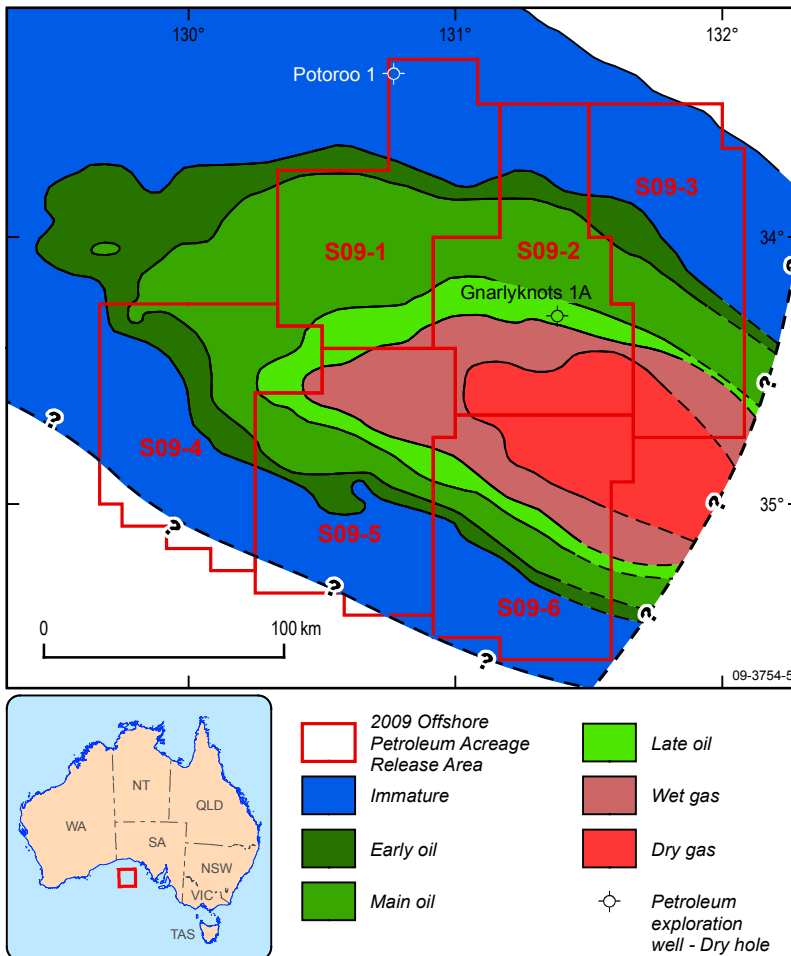 130°
131°
132°
Potoroo 1
S09-3
34°
S09-1
S09-2
Gnarlyknots 1A
?
?
?
S09-4
35°
?
?
S09-5
S09-6
?
?
?
0
100 km
09-3754-5
2009 Offshore
Petroleum Acreage
Release Area
Immature
Early oil
Main oil
Late oil
Wet gas
Dry gas
Petroleum
exploration
well - Dry hole
NT
QLD
WA
SA
NSW
VIC
TAS